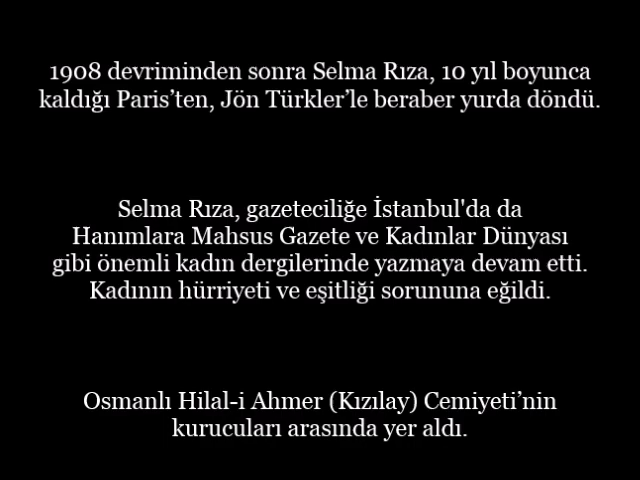 1908 devriminden sonra Selma Rıza, 10 yıl boyunca
kaldığı Paris’ten, Jön Türkler’le beraber yurda döndü.
Selma Rıza, gazeteciliğe İstanbul'da da
Hanımlara Mahsus Gazete ve Kadınlar Dünyası
gibi önemli kadın dergilerinde yazmaya devam etti.
Kadının hürriyeti ve eşitliği sorununa eğildi.
Osmanlı Hilal-i Ahmer (Kızılay) Cemiyeti’nin
kurucuları arasında yer aldı.